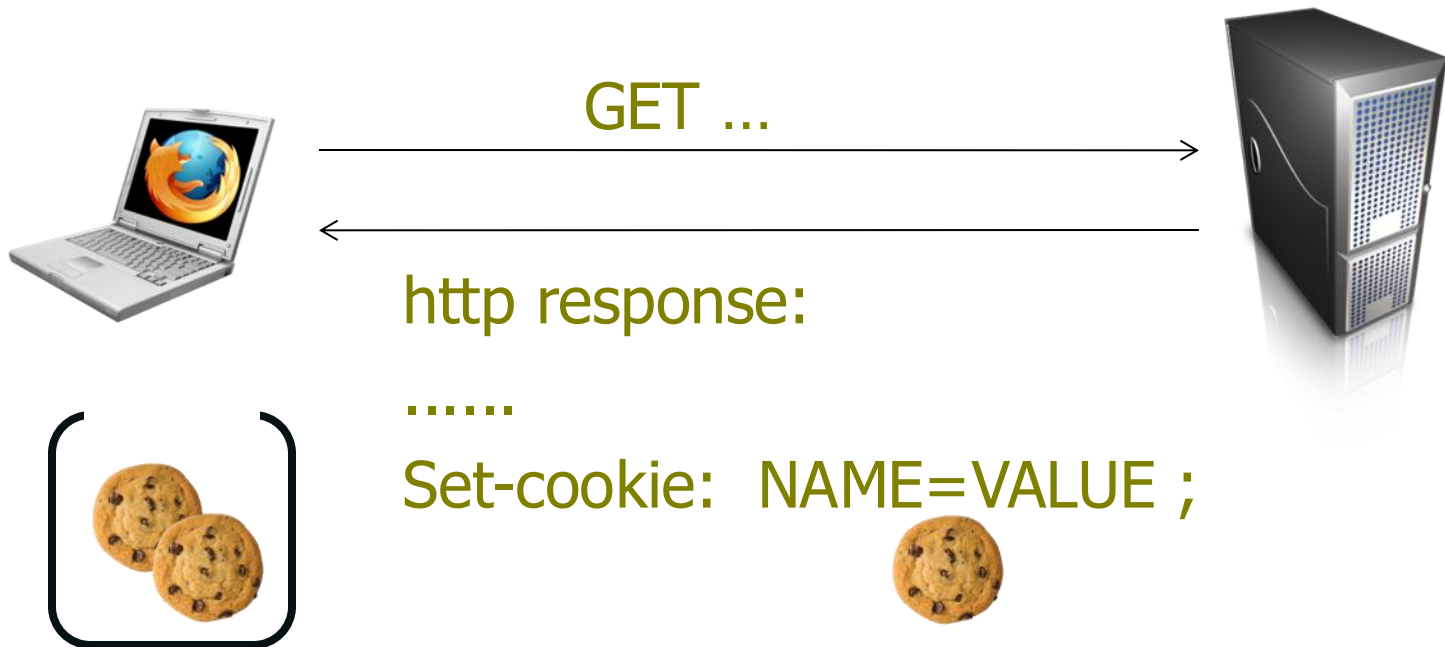 GET ...
http response:
......
Set-cookie: NAME=VALUE ;